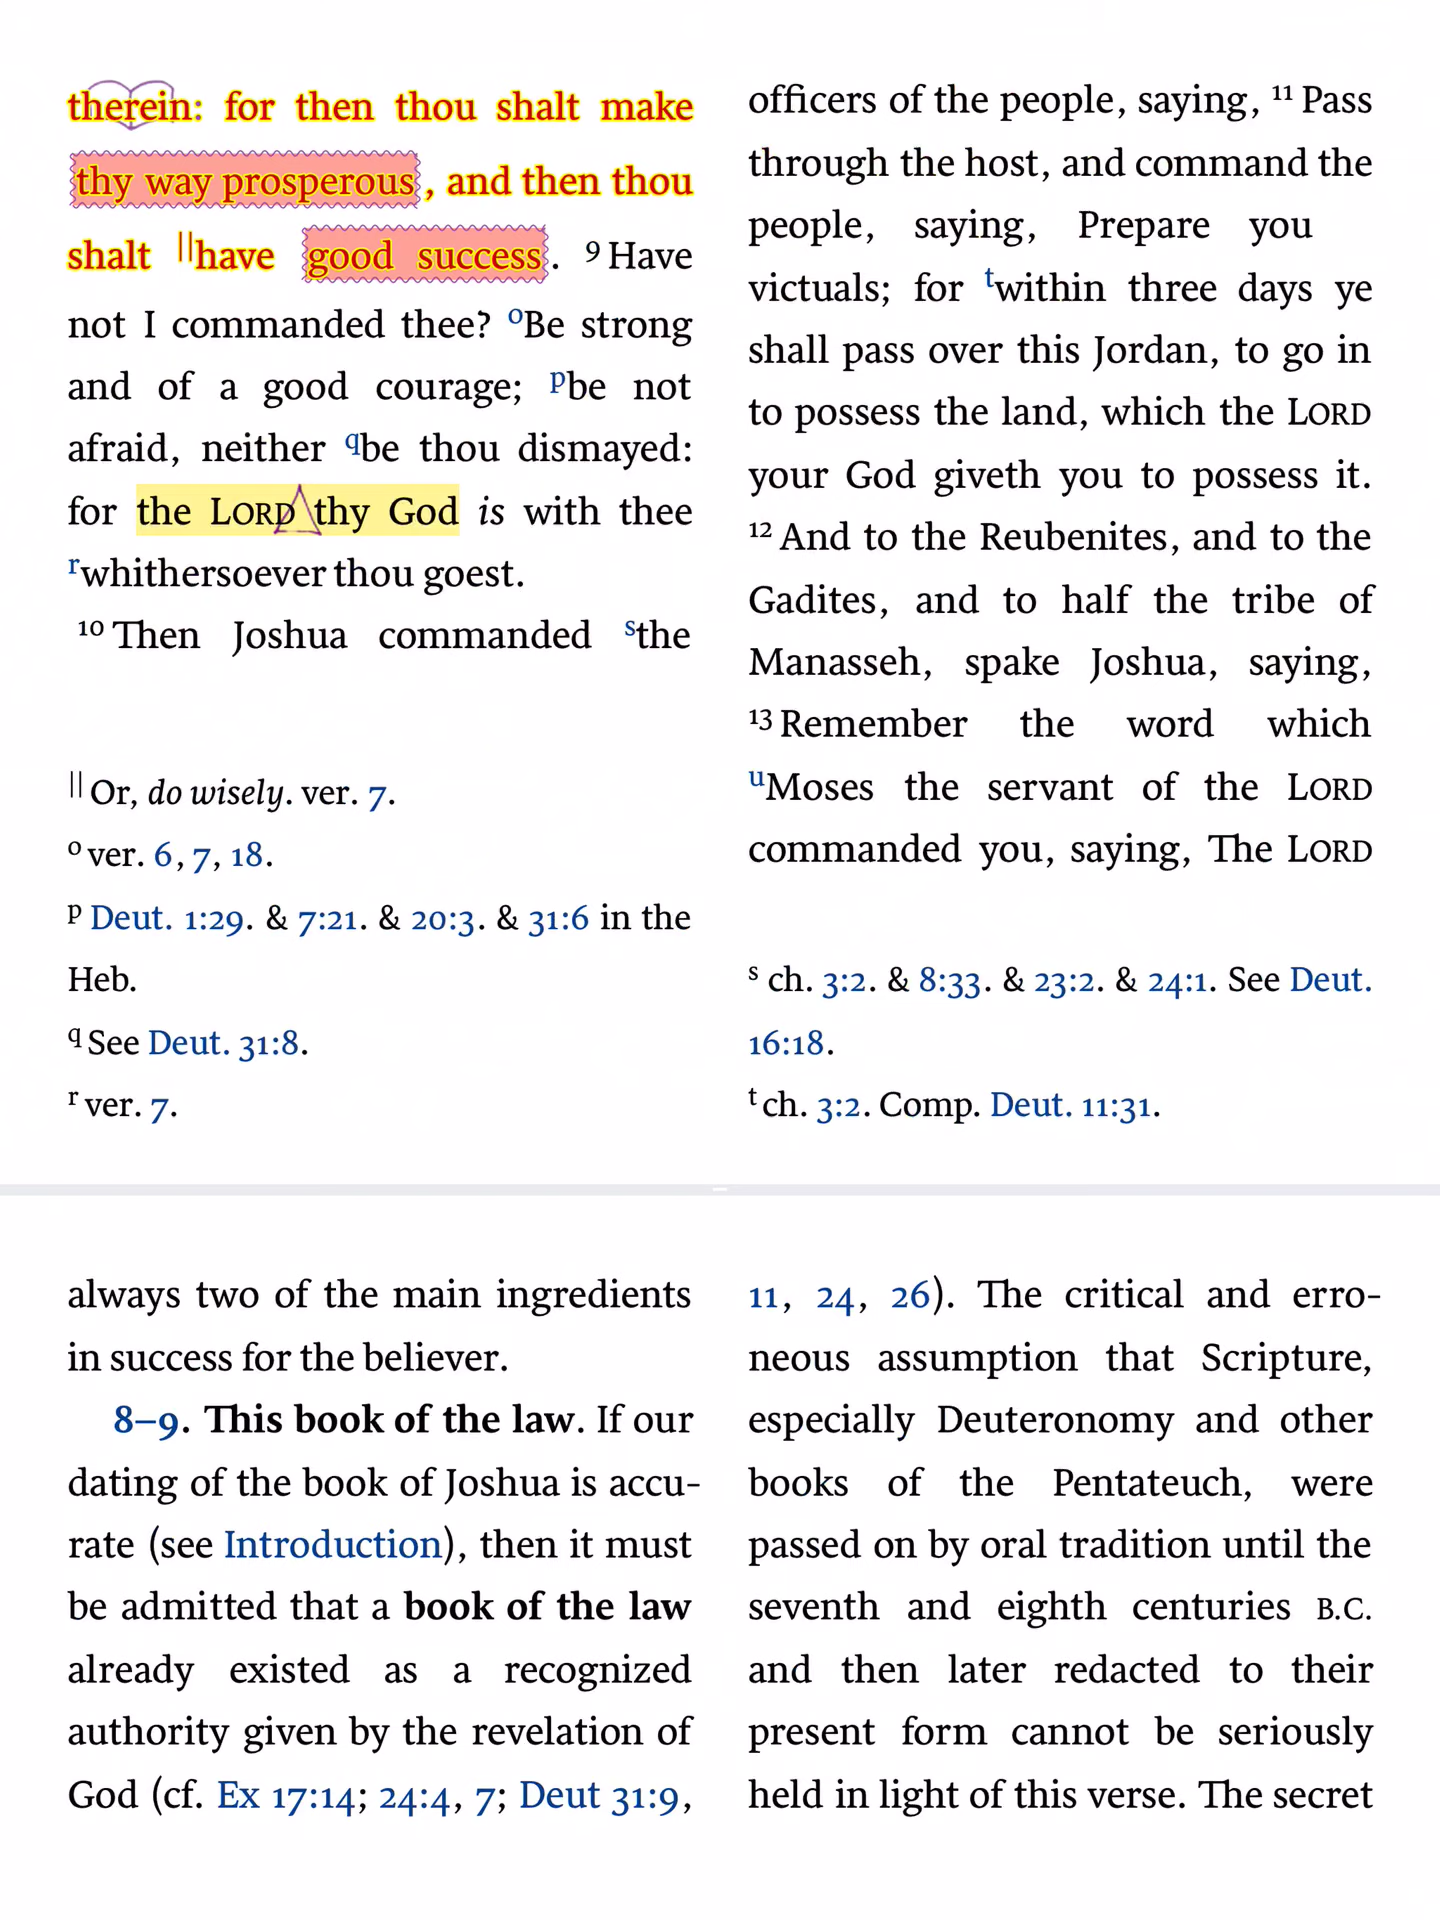 therein: for then thou shalt make
thy way prosperous, and then thou
shalt ||have good success. 9 Have
not I commanded thee? oBe strong
and of a good courage; pbe not
afraid, neither qbe thou dismayed:
for the LORD thy God is with thee
rwhithersoever thou goest.
10 Then Joshua commanded sthe
|| Or, do wisely. ver. 7.
o ver. 6, 7, 18.
p Deut. 1:29. & 7:21. & 20:3. & 31:6 in the
Heb.
q See Deut. 31:8.
r ver. 7.
officers of the people, saying, 11 Pass
through the host, and command the
people, saying, Prepare you
victuals; for twithin three days ye
shall pass over this Jordan, to go in
to possess the land, which the LORD
your God giveth you to possess it.
12 And to the Reubenites, and to the
Gadites, and to half the tribe of
Manasseh, spake Joshua, saying,
13 Remember the word which
uMoses the servant of the LORD
commanded you, saying, The LORD
s ch. 3:2. & 8:33. & 23:2. & 24:1. See Deut.
16:18.
t ch. 3:2. Comp. Deut. 11:31.
always two of the main ingredients
in success for the believer.
8–9. This book of the law. If our
dating of the book of Joshua is accu-
rate (see Introduction), then it must
be admitted that a book of the law
already existed as a recognized
authority given by the revelation of
God (cf. Ex 17:14; 24:4, 7; Deut 31:9,
11, 24, 26). The critical and erro-
neous assumption that Scripture,
especially Deuteronomy and other
books of the Pentateuch, were
passed on by oral tradition until the
seventh and eighth centuries B.C.
and then later redacted to their
present form cannot be seriously
held in light of this verse. The secret